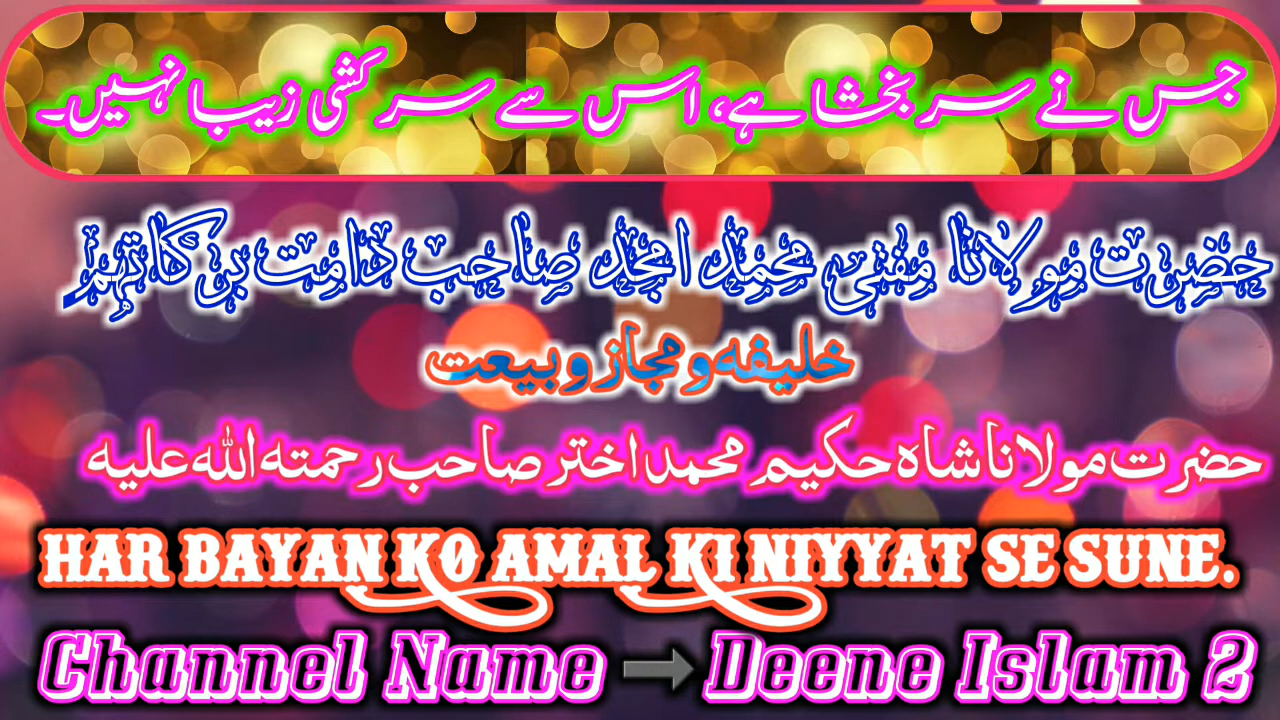 جس نے سر بخشا ہے، اس سے سر کشی زیبا نہیں۔
حضرت مولانا مفتی محمد امجد صاحب دامت برکاتہم
خلیفہ و مجاز و بیعت
حضرت مولانا شاہ حکیم محمد اختر صاحب رحمتہ اللہ علیہ
HAR BAYAN KO AMAL KI NIYYAT SE SUNE.
Channel Name ➡ Deene Islam 2